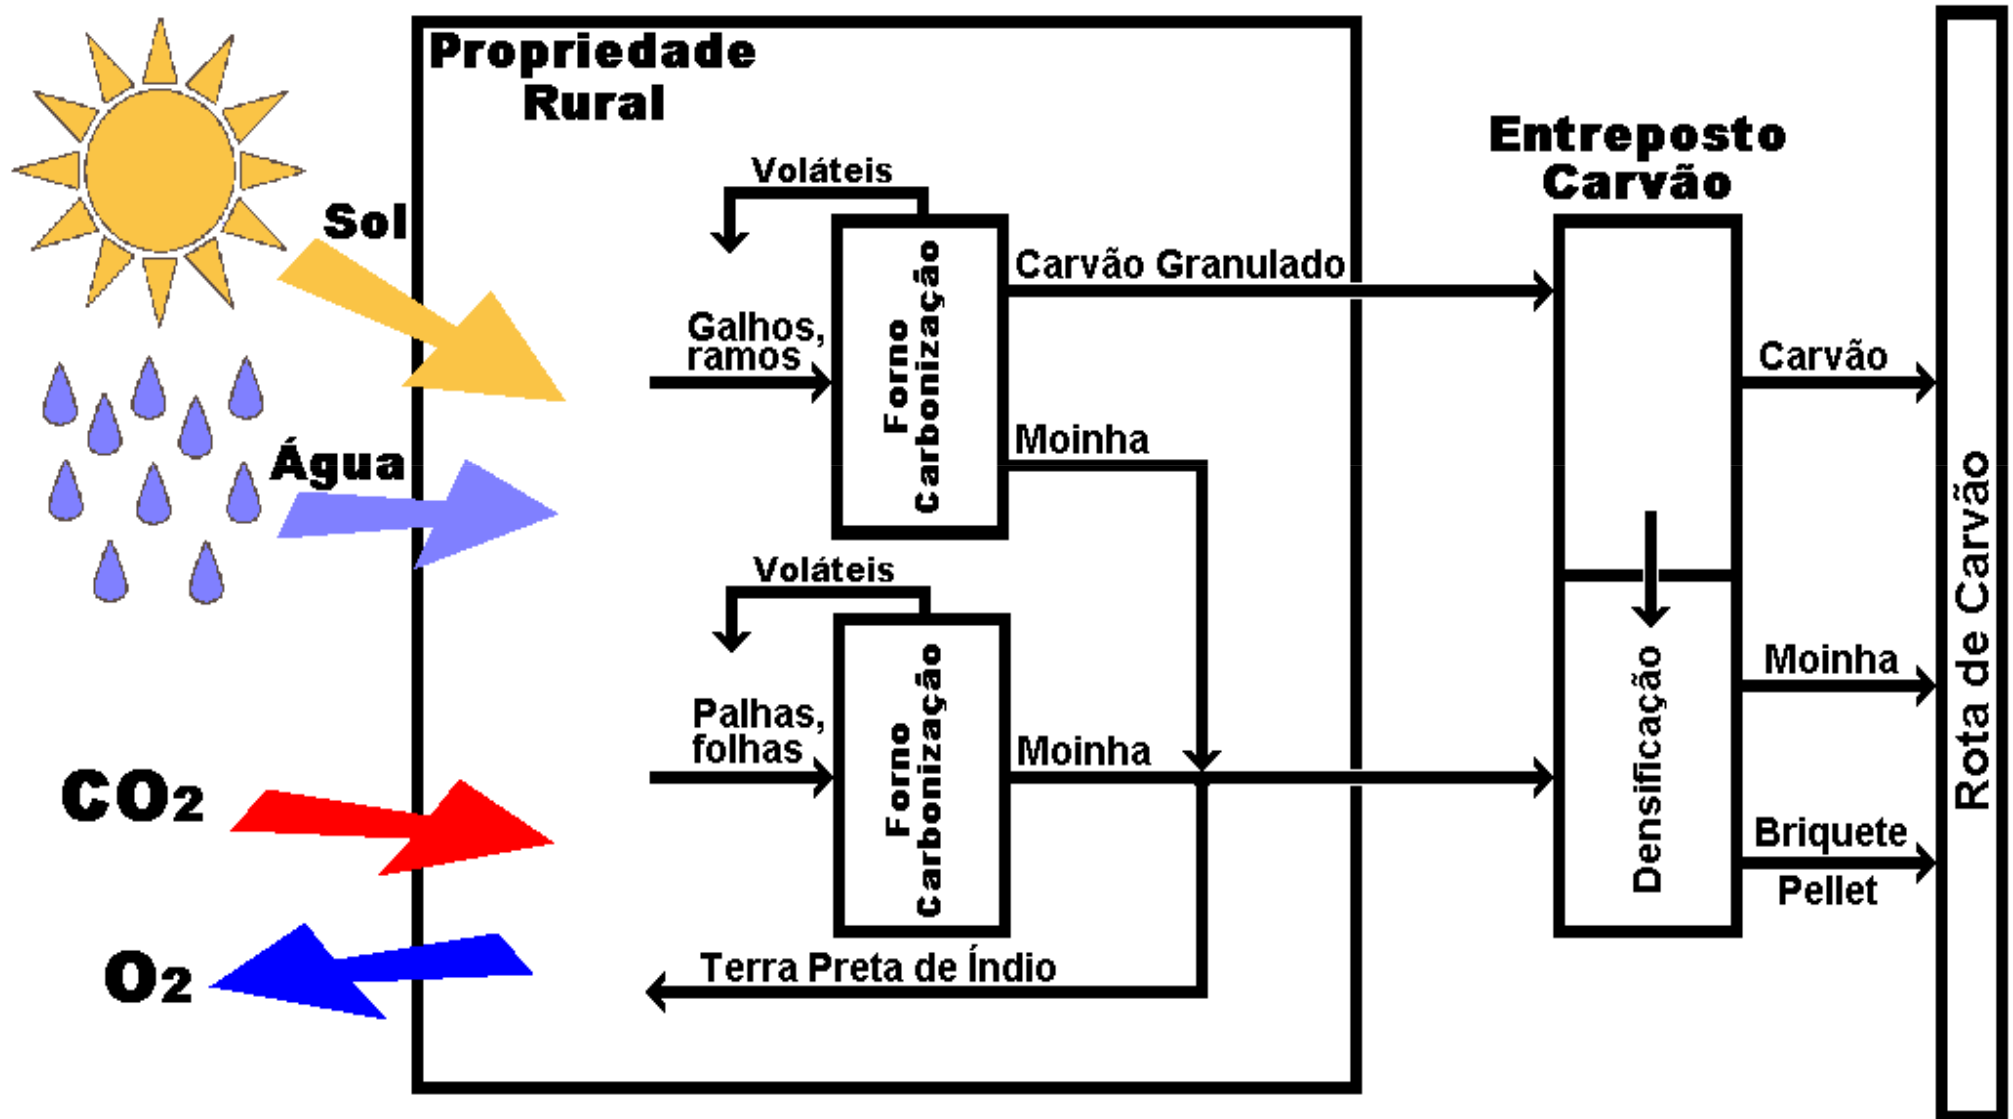 Propriedade
Rural
Entreposto
Carvão
Voláteis
Sol
Carvão Granulado
Galhos,
ramos
Forno
Carbonização
Carvão
Moinha
Água
Voláteis
Rota de Carvão
Palhas,
folhas
Forno
Carbonização
Moinha
Densificação
Moinha
CO2
Briquete
Pellet
O2
Terra Preta de Índio